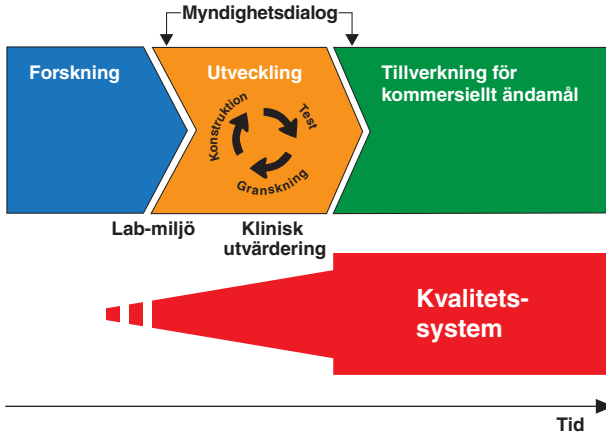 Myndighetsdialog
Forskning
Utveckling
Konstruktion
Test
Granskning
Tillverkning för
kommersiellt ändamål
Lab-miljö
Klinisk
utvärdering
Kvalitets-
system
Tid